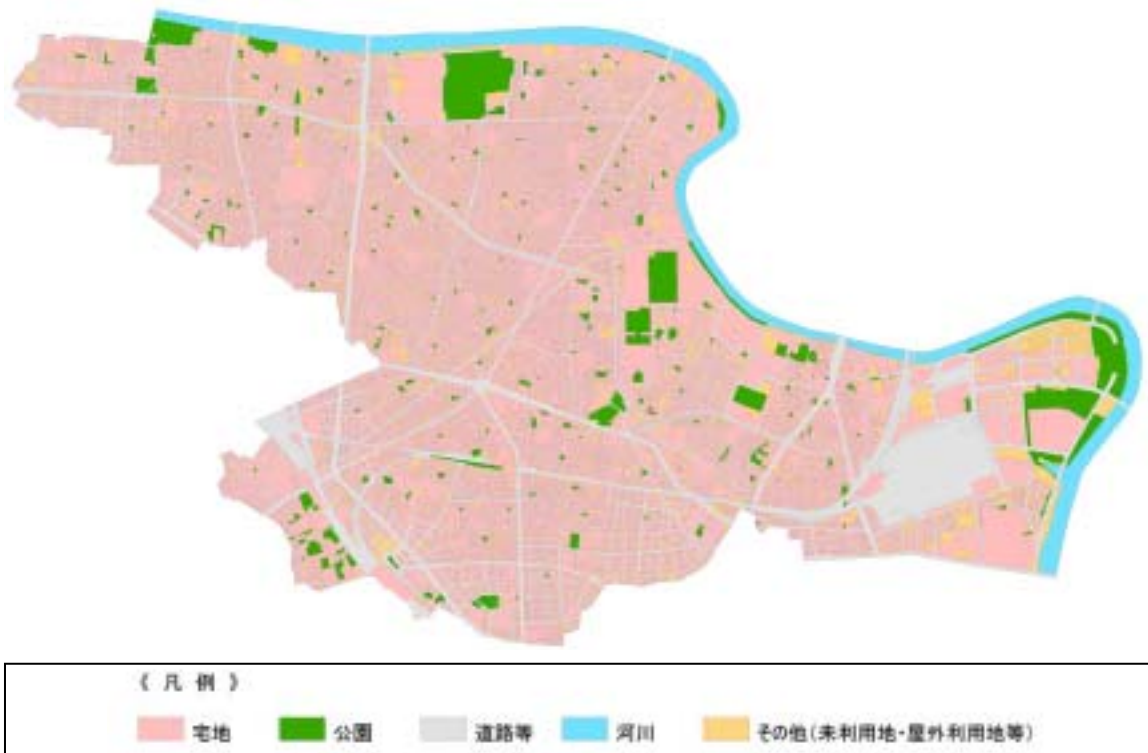 《 凡 例 》
宅地 公園 道路等 河川 その他(未利用地・屋外利用地等)